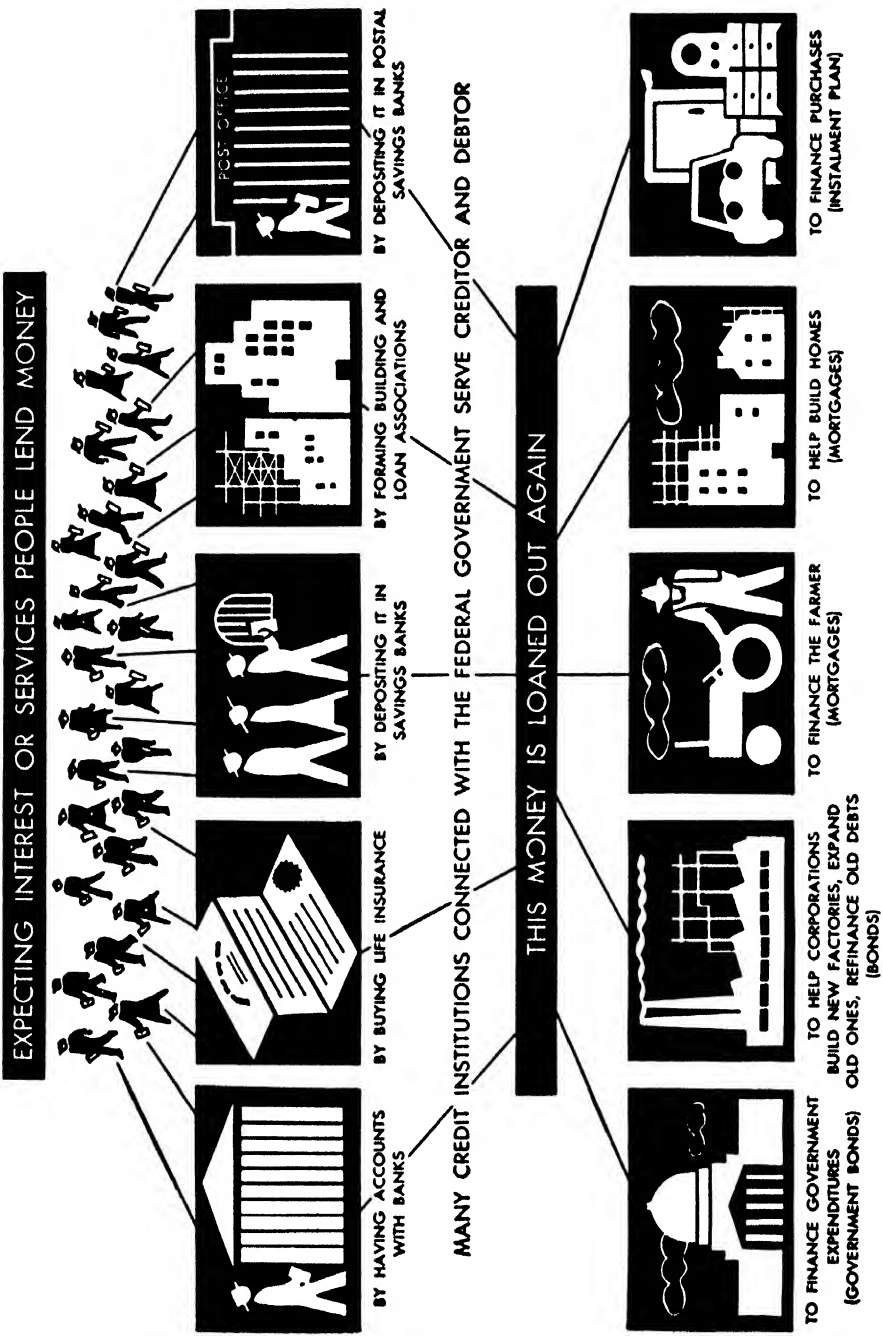 EXPECTING INTEREST OR SERVICES PEOPLE LEND MONEY
POST OFFICE
BY HAVING ACCOUNTS
WITH BANKS
BY BUYING LIFE INSURANCE
BY DEPOSITING IT IN
SAVINGS BANKS
BY FORMING BUILDING AND
LOAN ASSOCIATIONS
BY DEPOSITING IT IN POSTAL
SAVINGS BANKS
MANY CREDIT INSTITUTIONS CONNECTED WITH THE FEDERAL GOVERNMENT SERVE CREDITOR AND DEBTOR
THIS MONEY IS LOANED OUT AGAIN
TO FINANCE GOVERNMENT
EXPENDITURES
(GOVERNMENT BONDS)
TO HELP CORPORATIONS
BUILD NEW FACTORIES, EXPAND
OLD ONES, REFINANCE OLD DEBTS
(BONDS)
TO FINANCE THE FARMER
(MORTGAGES)
TO HELP BUILD HOMES
(MORTGAGES)
TO FINANCE PURCHASES
(INSTALMENT PLAN)